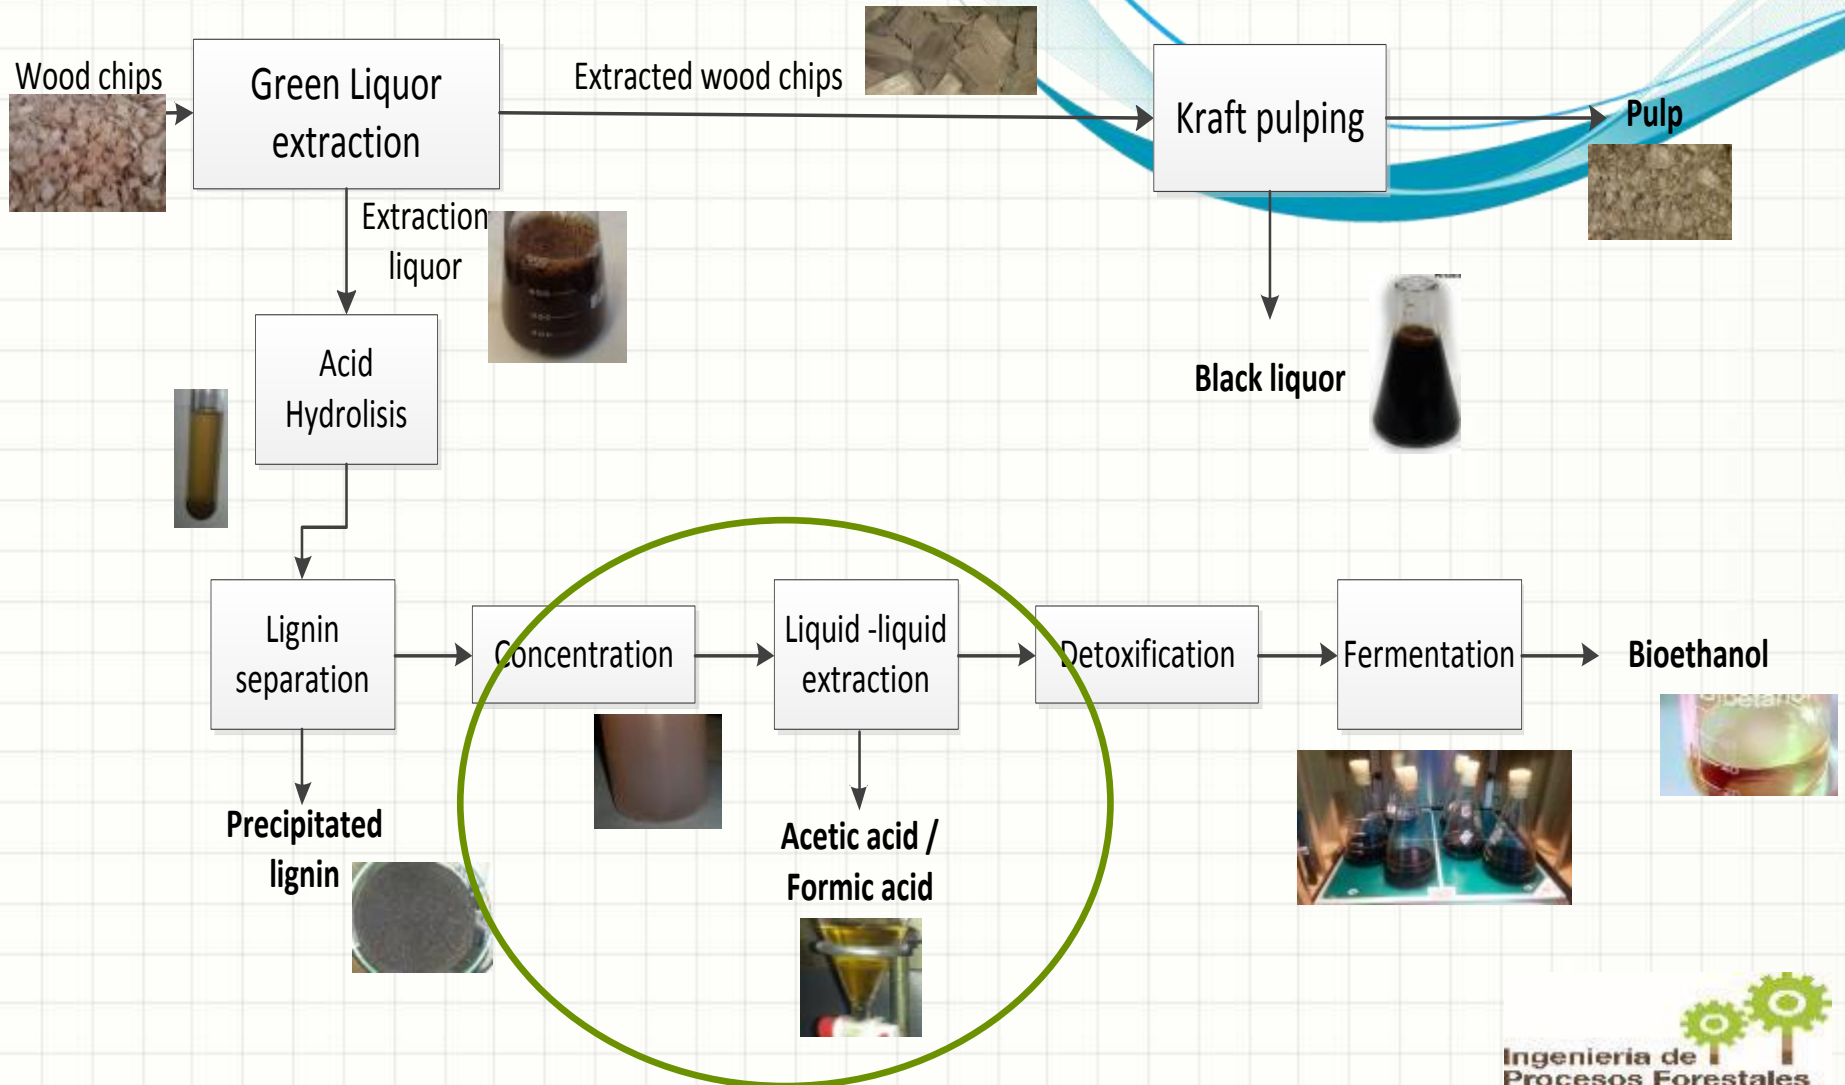 Wood chips
Green Liquor
extraction
Extracted wood chips
Kraft pulping
Pulp
Extraction
liquor
Acid
Hydrolisis
Black liquor
Lignin
separation
Concentration
Liquid -liquid
extraction
Detoxification
Fermentation
Bioethanol
Precipitated
lignin
Acetic acid /
Formic acid
Ingenieria de
Procesos Forestales